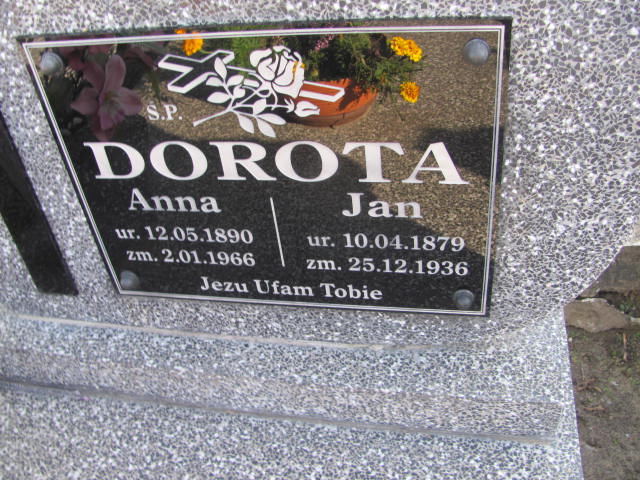 Ś.P.
DOROTA
Anna
ur. 12.05.1890
zm. 2.01.1966
Jan
ur. 10.04.1879
zm. 25.12.1936
Jezu Ufam Tobie